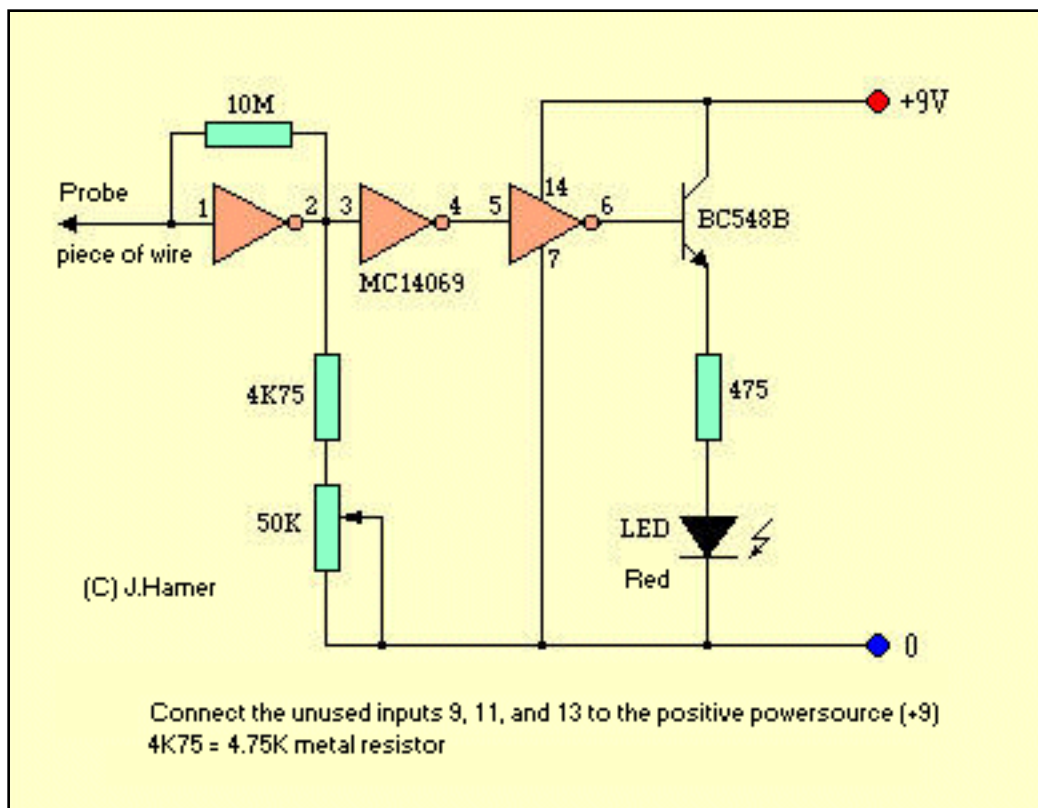 10M
+9V
Probe
1
2
3
4
5
14
6
7
BC548B
piece of wire
MC14069
4K75
475
50K
LED
Red
(C) J.Hamer
0
Connect the unused inputs 9, 11, and 13 to the positive powersource (+9)
4K75 = 4.75K metal resistor